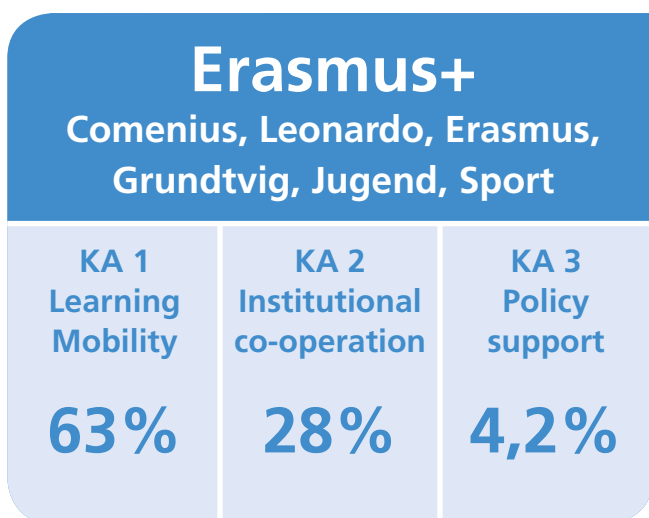 Erasmus+
Comenius, Leonardo, Erasmus,
Grundtvig, Jugend, Sport
KA 1
Learning
Mobility
63%
KA 2
Institutional
co-operation
28%
KA 3
Policy
support
4,2%